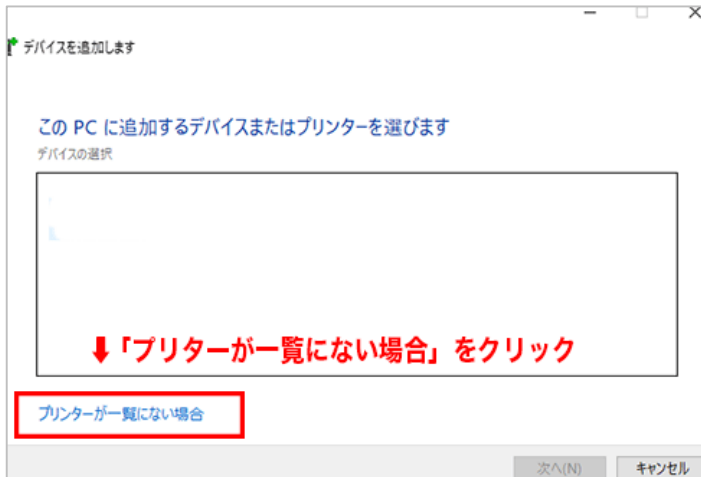 デバイスを追加します
この PC に追加するデバイスまたはプリンターを選びます
デバイスの選択
⬇「プリターが一覧にない場合」をクリック
プリンターが一覧にない場合
次へ(N) キャンセル